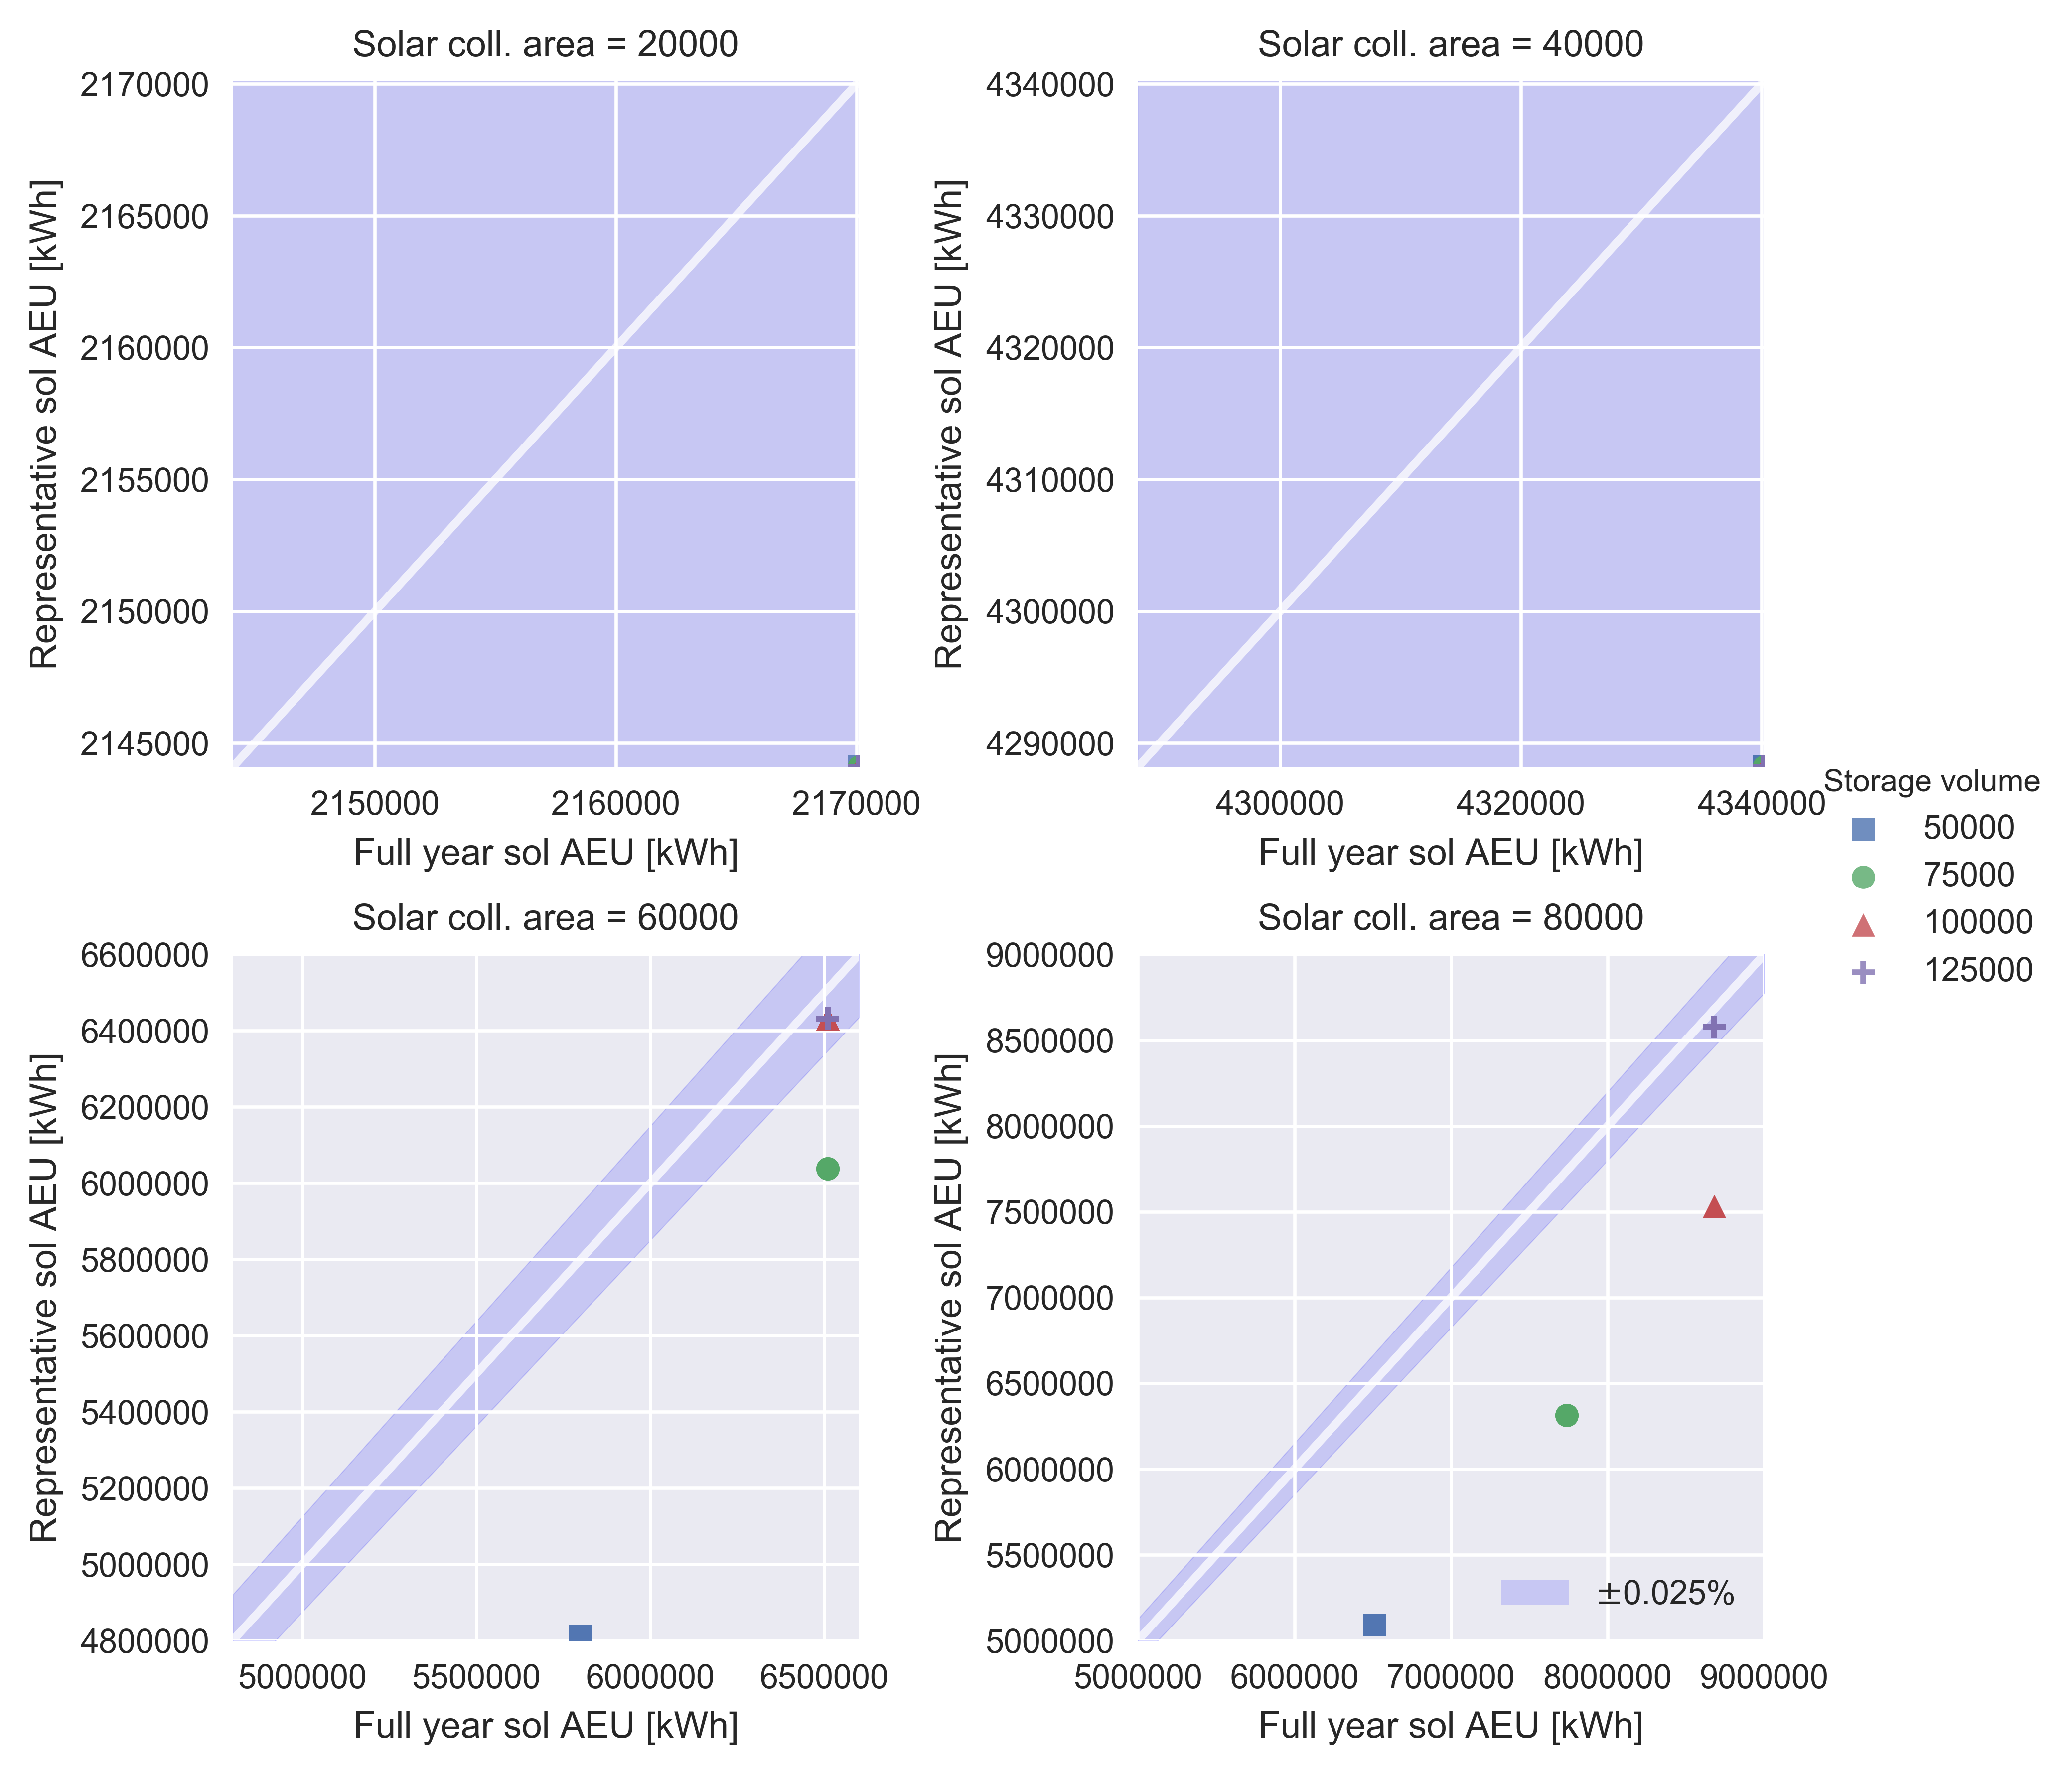 Solar coll. area = 20000
2170000
2165000
2160000
2155000
2150000
2145000
Representative sol AEU [kWh]
2150000 2160000 2170000
Full year sol AEU [kWh]
Solar coll. area = 40000
4340000
4330000
4320000
4310000
4300000
4290000
Representative sol AEU [kWh]
4300000 4320000 4340000
Full year sol AEU [kWh]
Storage volume
50000
75000
100000
125000
Solar coll. area = 60000
6600000
6400000
6200000
6000000
5800000
5600000
5400000
5200000
5000000
4800000
Representative sol AEU [kWh]
5000000 5500000 6000000 6500000
Full year sol AEU [kWh]
Solar coll. area = 80000
9000000
8500000
8000000
7500000
7000000
6500000
6000000
5500000
5000000
Representative sol AEU [kWh]
±0.025%
5000000 6000000 7000000 8000000 9000000
Full year sol AEU [kWh]